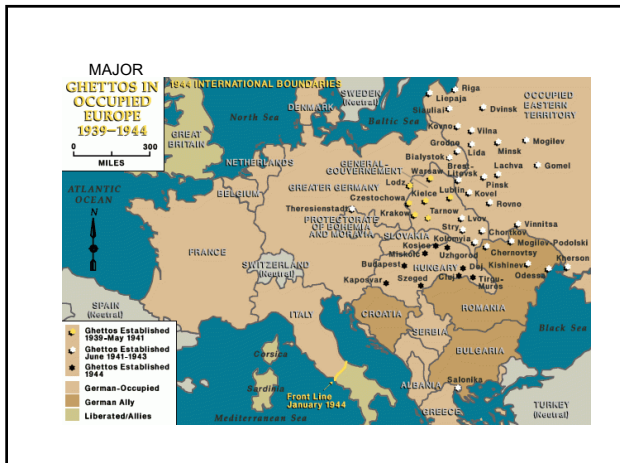 MAJOR
GHETTOS IN
OCCUPIED
EUROPE
1939–1944
0 300
MILES
1944 INTERNATIONAL BOUNDARIES
SWEDEN
(Neutral)
DENMARK
North Sea
Baltic Sea
GREAT
BRITAIN
NETHERLANDS
BELGIUM
ATLANTIC
OCEAN
N
FRANCE
SPAIN
(Neutral)
SWITZERLAND
(Neutral)
ITALY
Corsica
Sardinia
Mediterranean Sea
Front Line
January 1944
GREATER GERMANY
GENERAL-
GOUVERNEMENT
PROTECTORATE
OF BOHEMIA
AND MORAVIA
Theresienstadt
SLOVAKIA
HUNGARY
CROATIA
SERBIA
ROMANIA
BULGARIA
ALBANIA
GREECE
TURKEY
(Neutral)
Black Sea
OCCUPIED
EASTERN
TERRITORY
Riga
Liepaja
Siauliai
Dvinsk
Kovno
Vilna
Grodno
Lida
Minsk
Mogilev
Bialystok
Brest-
Litovsk
Lachva
Gomel
Pinsk
Warsaw
Lodz
Kielce
Lublin
Kovel
Czestochowa
Rovno
Krakow
Tarnow
Lvov
Stry
Vinnitsa
Chortkov
Kolomyia
Mogilev-Podolski
Kosice
Chernovtsy
Miskolc
Uzhgorod
Kishinev
Kherson
Budapest
Dej
Odessa
Cluj
Tirgu-
Mures
Kaposvar
Szeged
Salonika
Ghettos Established
1939-May 1941
Ghettos Established
June 1941-1943
Ghettos Established
1944
German-Occupied
German Ally
Liberated/Allies